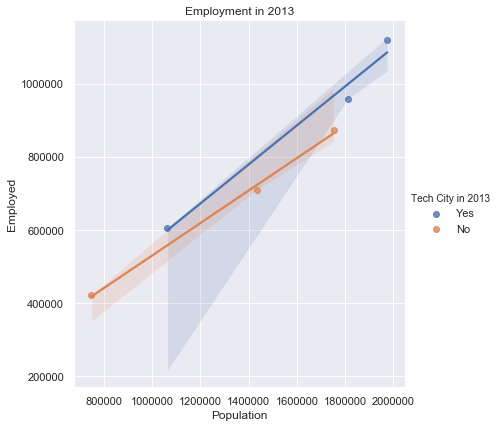 Employment in 2013
1000000
800000
600000
400000
200000
Employed
800000 1000000 1200000 1400000 1600000 1800000 2000000
Population
Tech City in 2013
Yes
No